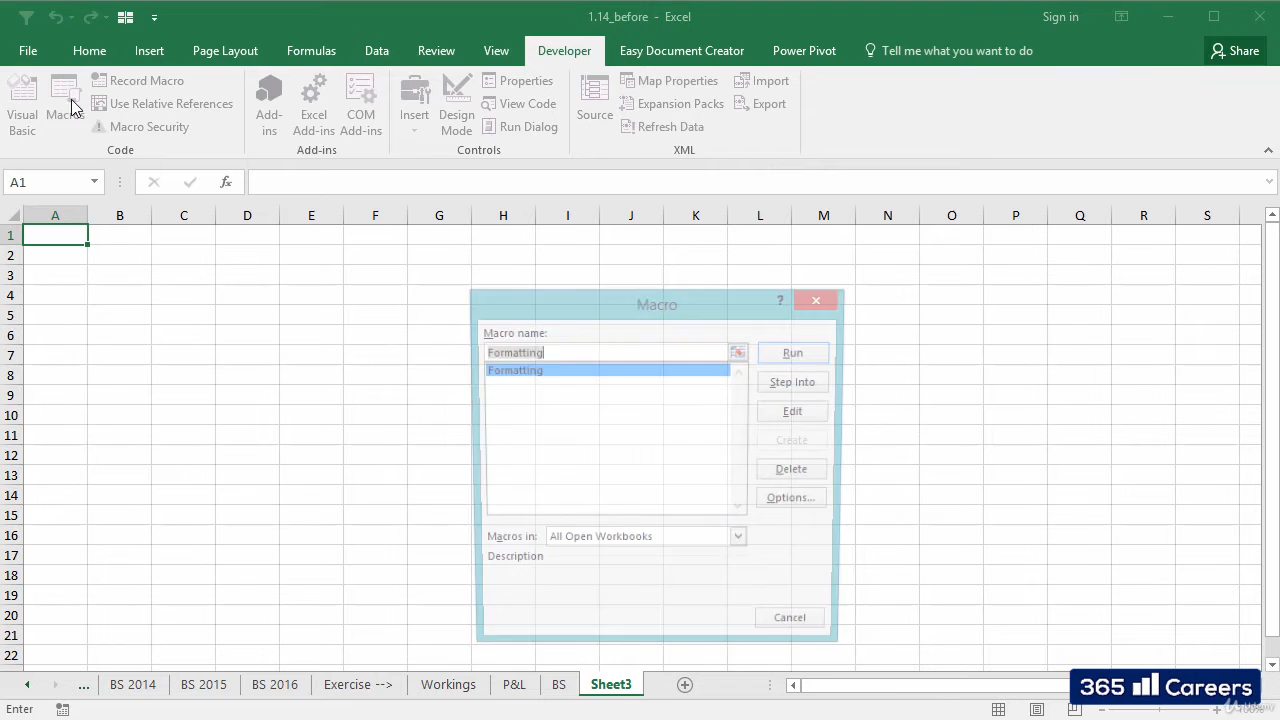 1.14_before - Excel
Sign in
File Home Insert Page Layout Formulas Data Review View Developer Easy Document Creator Power Pivot Tell me what you want to do Share
Visual Basic
Macros
Record Macro
Use Relative References
Macro Security
Code
Add-ins
Excel Add-ins
COM Add-ins
Add-ins
Insert
Design Mode
Properties
View Code
Run Dialog
Controls
Source
Map Properties
Expansion Packs
Refresh Data
Import
Export
XML
A1
fx
A B C D E F G H I J K L M N O P Q R S
1
2
3
4
5
6
7
8
9
10
11
12
13
14
15
16
17
18
19
20
21
22
Macro
?
Macro name:
Formatting
Formatting
Run
Step Into
Edit
Create
Delete
Options...
Macros in: All Open Workbooks
Description
Cancel
... BS 2014 BS 2015 BS 2016 Exercise --> Workings P&L BS Sheet3
365 Careers
Enter
100%
Udemy